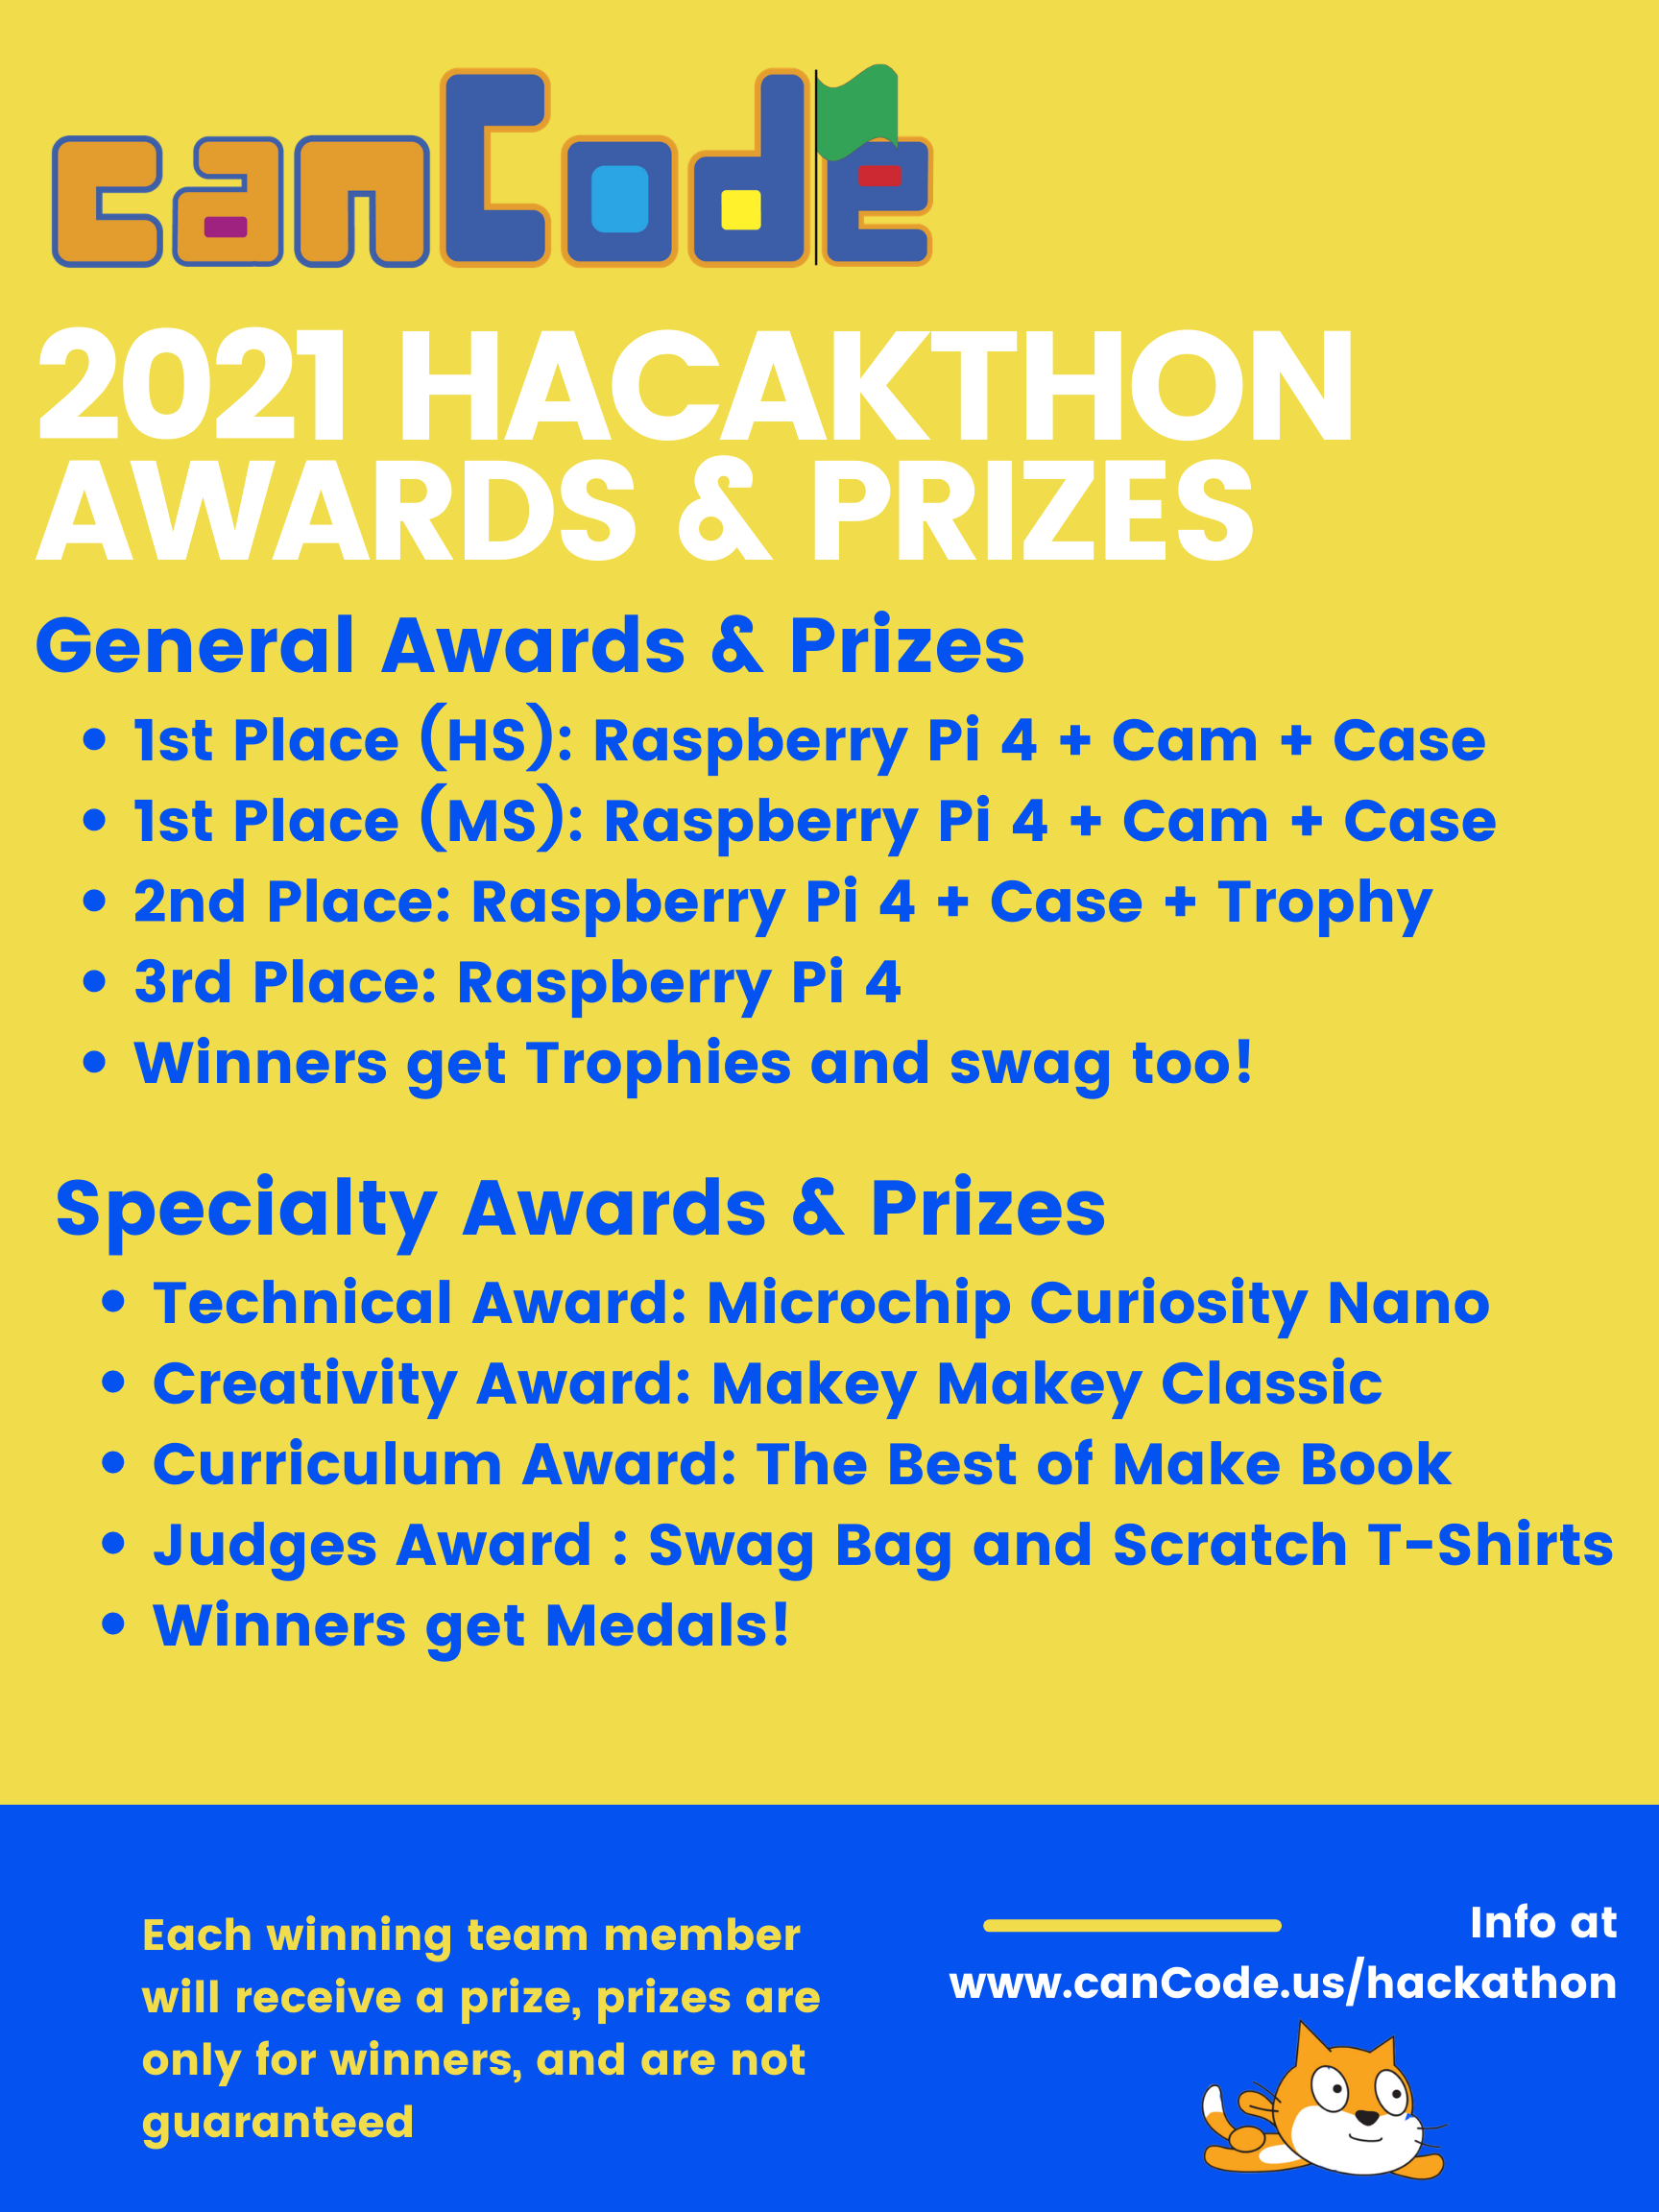 canCode
2021 HACAKTHON
AWARDS & PRIZES
General Awards & Prizes
• 1st Place (HS): Raspberry Pi 4 + Cam + Case
• 1st Place (MS): Raspberry Pi 4 + Cam + Case
• 2nd Place: Raspberry Pi 4 + Case + Trophy
• 3rd Place: Raspberry Pi 4
• Winners get Trophies and swag too!
Specialty Awards & Prizes
• Technical Award: Microchip Curiosity Nano
• Creativity Award: Makey Makey Classic
• Curriculum Award: The Best of Make Book
• Judges Award : Swag Bag and Scratch T-Shirts
• Winners get Medals!
Each winning team member
will receive a prize, prizes are
only for winners, and are not
guaranteed
Info at
www.canCode.us/hackathon